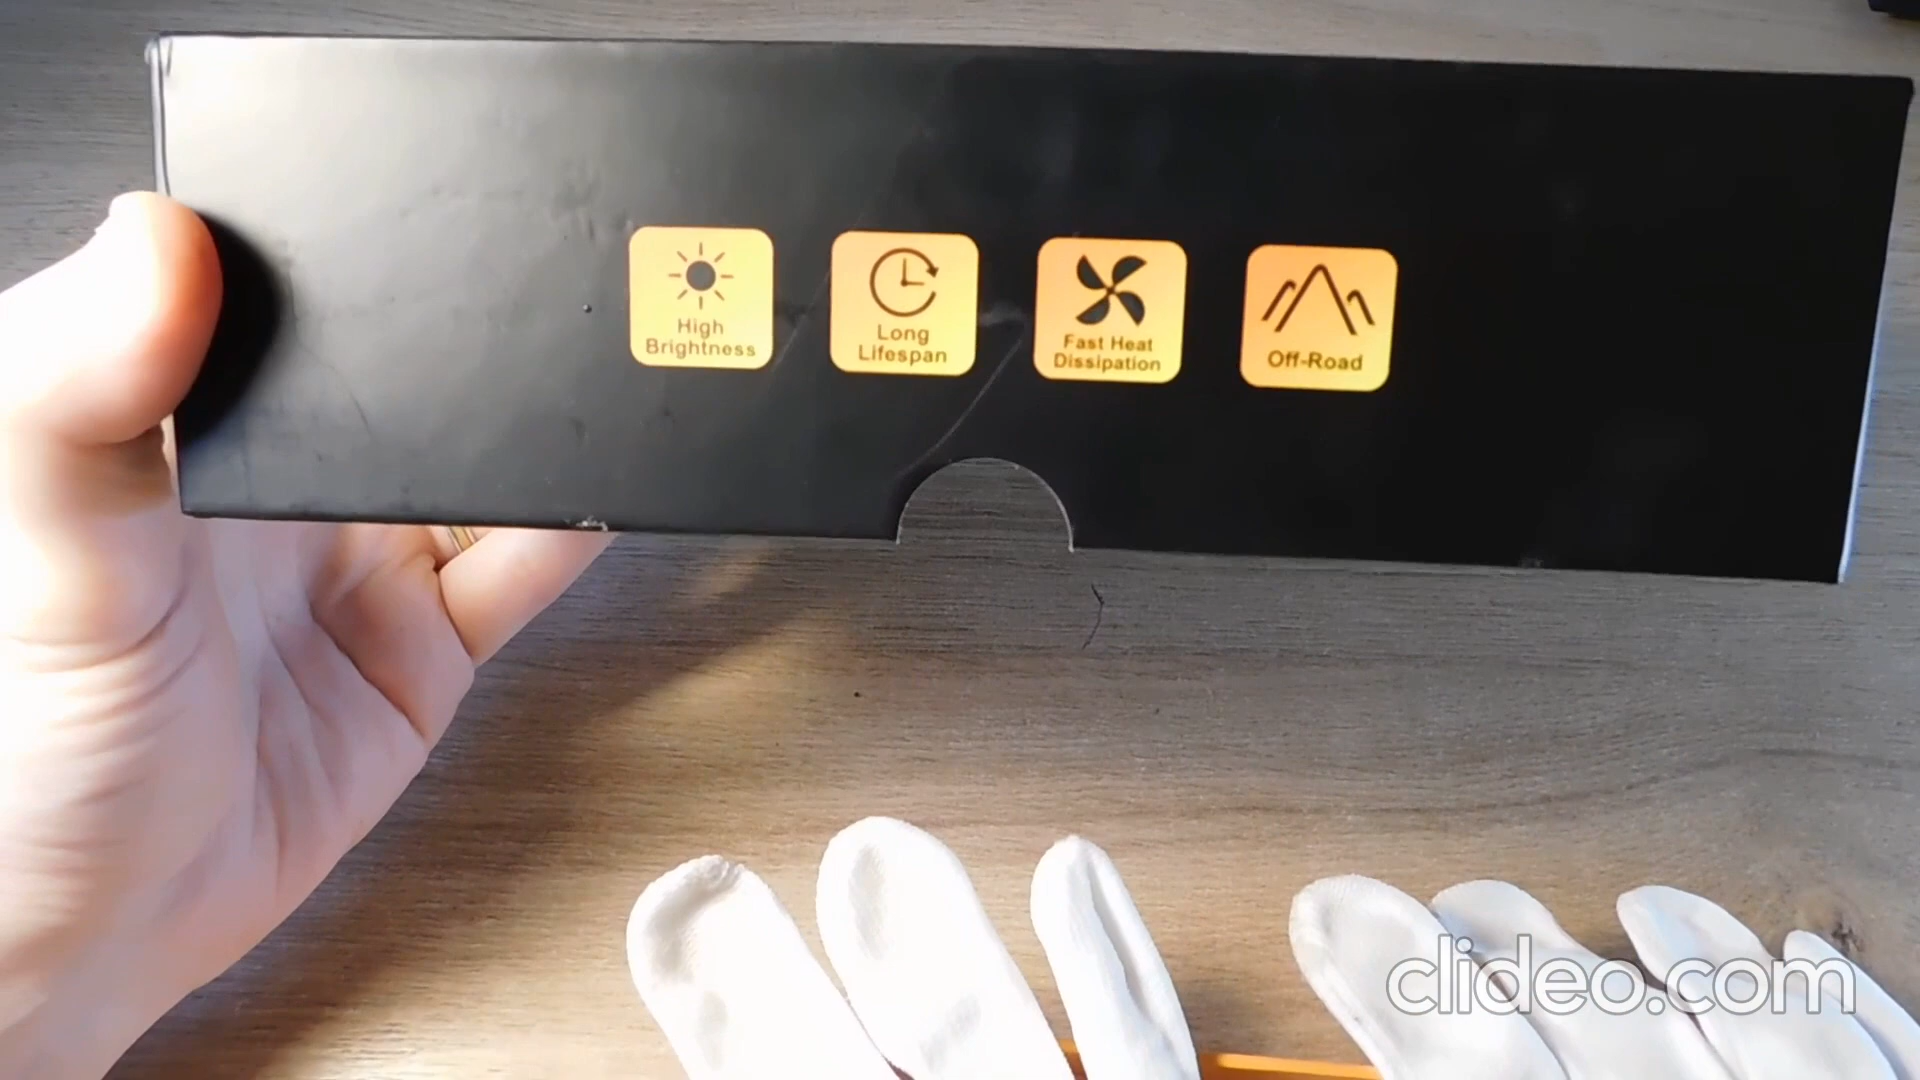 High
Brightness
Long
Lifespan
Fast Heat
Dissipation
Off-Road
clideo.com